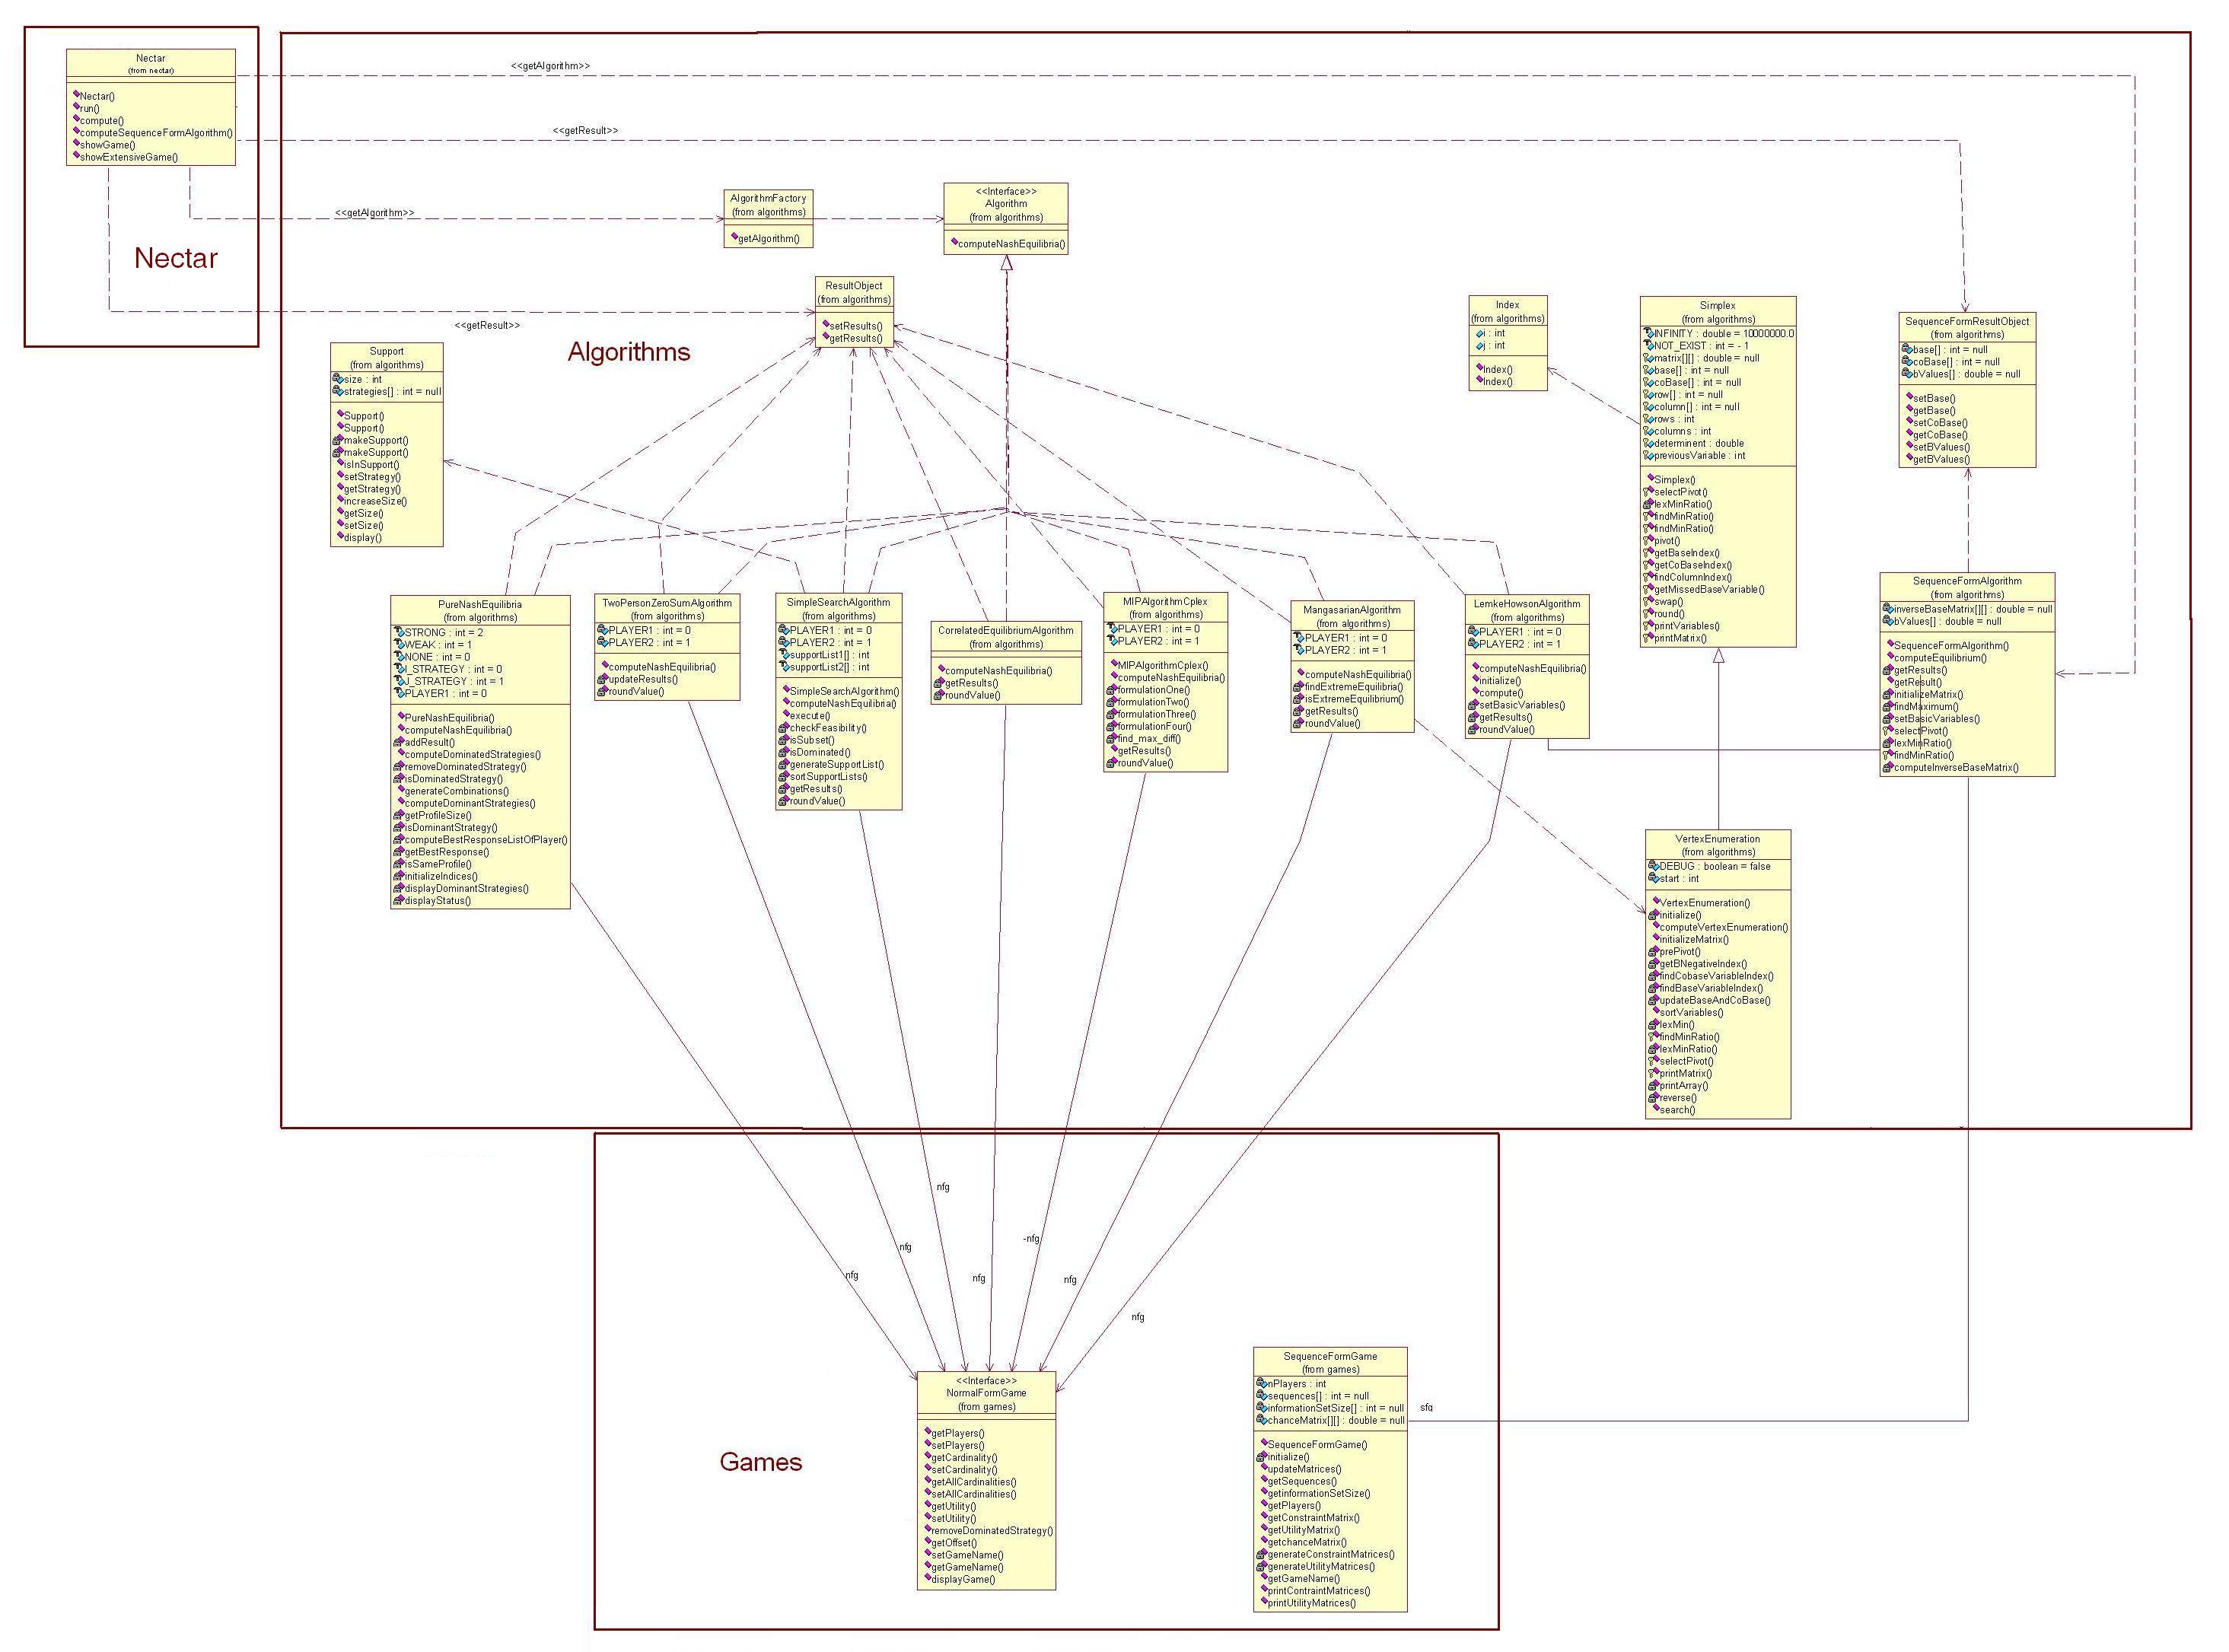 Nectar
(from nectar)
Nectar()
run()
compute()
computeSequenceFormAlgorithm()
showGame()
showExtensiveGame()
Nectar
<<getAlgorithm>>
<<getResult>>
<<getAlgorithm>>
<<getResult>>
AlgorithmFactory
(from algorithms)
getAlgorithm()
<<Interface>>
Algorithm
(from algorithms)
computeNashEquilibria()
ResultObject
(from algorithms)
setResults()
getResults()
Algorithms
Support
(from algorithms)
size : int
strategies[] : int = null
Support()
Support()
makeSupport()
makeSupport()
isInSupport()
setStrategy()
getStrategy()
increaseSize()
getSize()
setSize()
display()
Index
(from algorithms)
i : int
j : int
Index()
Index()
Simplex
(from algorithms)
INFINITY : double = 10000000.0
NOT_EXIST : int = - 1
matrix[][] : double = null
base[] : int = null
coBase[] : int = null
row[] : int = null
column[] : int = null
rows : int
columns : int
determinent : double
previousVariable : int
Simplex()
selectPivot()
lexMinRatio()
findMinRatio()
findMinRatio()
pivot()
getBaseIndex()
getCoBaseIndex()
findColumnIndex()
getMissedBaseVariable()
swap()
round()
printVariables()
printMatrix()
SequenceFormResultObject
(from algorithms)
base[] : int = null
coBase[] : int = null
bValues[] : double = null
setBase()
getBase()
setCoBase()
getCoBase()
setBValues()
getBValues()
PureNashEquilibria
(from algorithms)
STRONG : int = 2
WEAK : int = 1
NONE : int = 0
I_STRATEGY : int = 0
J_STRATEGY : int = 1
PLAYER1 : int = 0
PureNashEquilibria()
computeNashEquilibria()
addResult()
computeDominatedStrategies()
removeDominatedStrategy()
isDominatedStrategy()
generateCombinations()
computeDominantStrategies()
getProfileSize()
isDominantStrategy()
computeBestResponseListOfPlayer()
getBestResponse()
isSameProfile()
initializeIndices()
displayDominantStrategies()
displayStatus()
TwoPersonZeroSumAlgorithm
(from algorithms)
PLAYER1 : int = 0
PLAYER2 : int = 1
computeNashEquilibria()
updateResults()
roundValue()
SimpleSearchAlgorithm
(from algorithms)
PLAYER1 : int = 0
PLAYER2 : int = 1
supportList1[] : int
supportList2[] : int
SimpleSearchAlgorithm()
computeNashEquilibria()
execute()
checkFeasibility()
isSubset()
isDominated()
generateSupportList()
sortSupportLists()
getResults()
roundValue()
CorrelatedEquilibriumAlgorithm
(from algorithms)
computeNashEquilibria()
getResults()
roundValue()
MIPAlgorithmCplex
(from algorithms)
PLAYER1 : int = 0
PLAYER2 : int = 1
MIPAlgorithmCplex()
computeNashEquilibria()
formulationOne()
formulationTwo()
formulationThree()
formulationFour()
find_max_diff()
getResults()
roundValue()
MangasarianAlgorithm
(from algorithms)
PLAYER1 : int = 0
PLAYER2 : int = 1
computeNashEquilibria()
findExtremeEquilibria()
isExtremeEquilibrium()
getResults()
roundValue()
LemkeHowsonAlgorithm
(from algorithms)
PLAYER1 : int = 0
PLAYER2 : int = 1
computeNashEquilibria()
initialize()
compute()
setBasicVariables()
getResults()
roundValue()
SequenceFormAlgorithm
(from algorithms)
inverseBaseMatrix[][] : double = null
bValues[] : double = null
SequenceFormAlgorithm()
computeEquilibrium()
getResults()
getResult()
initializeMatrix()
findMaximum()
setBasicVariables()
selectPivot()
lexMinRatio()
findMinRatio()
computeInverseBaseMatrix()
VertexEnumeration
(from algorithms)
DEBUG : boolean = false
start : int
VertexEnumeration()
initialize()
computeVertexEnumeration()
initializeMatrix()
prePivot()
getBNegativeIndex()
findCobaseVariableIndex()
findBaseVariableIndex()
updateBaseAndCoBase()
sortVariables()
lexMin()
findMinRatio()
lexMinRatio()
selectPivot()
printMatrix()
printArray()
reverse()
search()
nfg
nfg
nfg
nfg
-nfg
nfg
nfg
<<Interface>>
NormalFormGame
(from games)
getPlayers()
setPlayers()
getCardinality()
setCardinality()
getAllCardinalities()
setAllCardinalities()
getUtility()
setUtility()
removeDominatedStrategy()
getOffset()
setGameName()
getGameName()
displayGame()
Games
SequenceFormGame
(from games)
nPlayers : int
sequences[] : int = null
informationSetSize[] : int = null
chanceMatrix[][] : double = null
SequenceFormGame()
initialize()
updateMatrices()
getSequences()
getinformationSetSize()
getPlayers()
getConstraintMatrix()
getUtilityMatrix()
getchanceMatrix()
generateConstraintMatrices()
generateUtilityMatrices()
getGameName()
printContraintMatrices()
printUtilityMatrices()
sfg